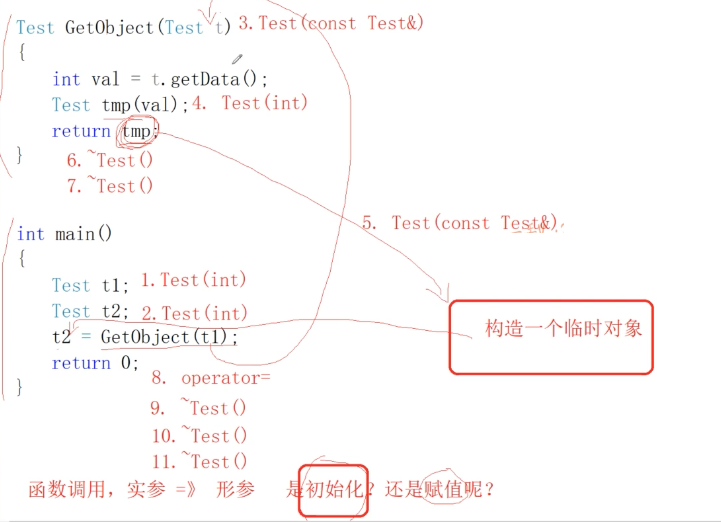 Test GetObject(Test t) 3.Test(const Test&)
{
int val = t.getData();
Test tmp(val); 4. Test(int)
return tmp;
} 6.~Test()
7.~Test()
5. Test(const Test&)
int main()
{
Test t1; 1.Test(int)
Test t2; 2.Test(int)
构造一个临时对象
t2 = GetObject(t1);
return 0;
8. operator=
}
9. ~Test()
10.~Test()
11.~Test()
函数调用，实参 =》 形参 是初始化？还是赋值呢？